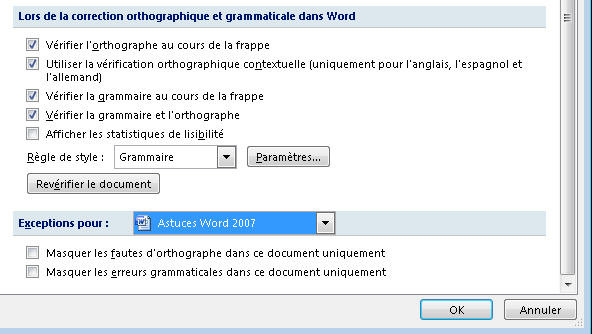 Lors de la correction orthographique et grammaticale dans Word
Vérifier l'orthographe au cours de la frappe
Utiliser la vérification orthographique contextuelle (uniquement pour l'anglais, l'espagnol et
l'allemand)
Vérifier la grammaire au cours de la frappe
Vérifier la grammaire et l'orthographe
Afficher les statistiques de lisibilité
Règle de style : Grammaire Paramètres...
Revérifier le document
Exceptions pour : Astuces Word 2007
Masquer les fautes d'orthographe dans ce document uniquement
Masquer les erreurs grammaticales dans ce document uniquement
OK Annuler